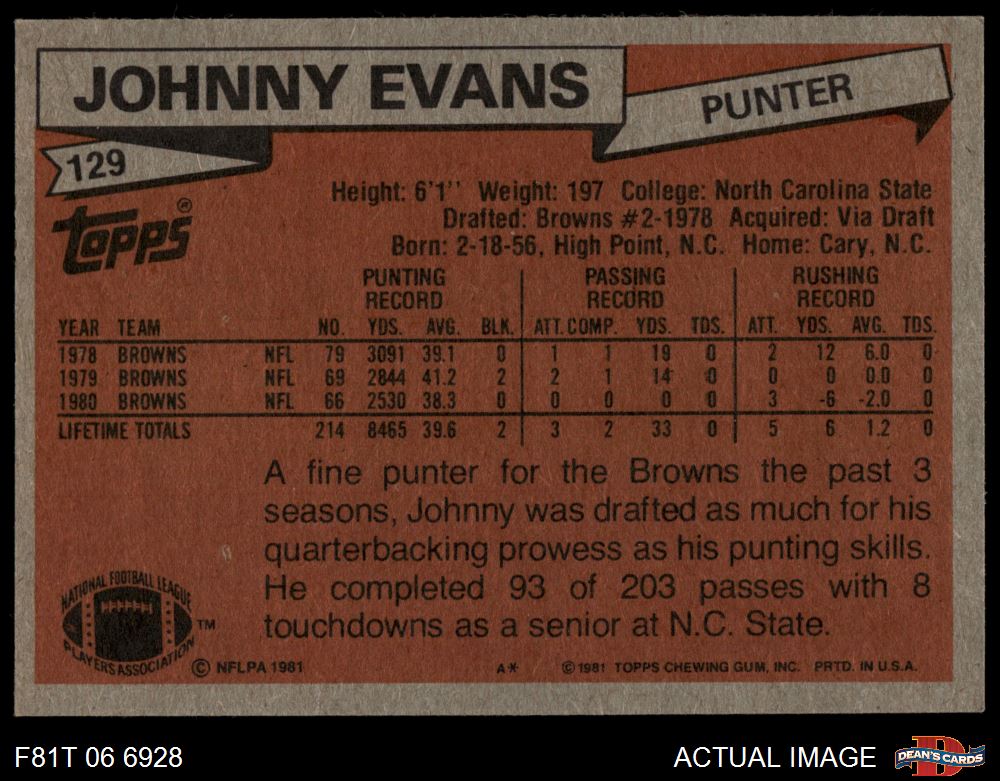 JOHNNY EVANS
PUNTER
129
Topps®
Height: 6'1'' Weight: 197 College: North Carolina State
Drafted: Browns #2-1978 Acquired: Via Draft
Born: 2-18-56, High Point, N.C. Home: Cary, N.C.
PUNTING RECORD PASSING RECORD RUSHING RECORD
YEAR TEAM NO. YDS. AVG. BLK. ATT. COMP. YDS. TDS. ATT. YDS. AVG. TDS.
1978 BROWNS NFL 79 3091 39.1 0 1 1 19 0 2 12 6.0 0
1979 BROWNS NFL 69 2844 41.2 2 2 1 14 0 0 0 0.0 0
1980 BROWNS NFL 66 2530 38.3 0 0 0 0 0 3 -6 -2.0 0
LIFETIME TOTALS 214 8465 39.6 2 3 2 33 0 5 6 1.2 0
A fine punter for the Browns the past 3
seasons, Johnny was drafted as much for his
quarterbacking prowess as his punting skills.
He completed 93 of 203 passes with 8
touchdowns as a senior at N.C. State.
NATIONAL FOOTBALL LEAGUE
PLAYERS ASSOCIATION
TM
© NFLPA 1981 A* © 1981 TOPPS CHEWING GUM, INC. PRTD. IN U.S.A.
F81T 06 6928 ACTUAL IMAGE
D
DEAN'S CARDS